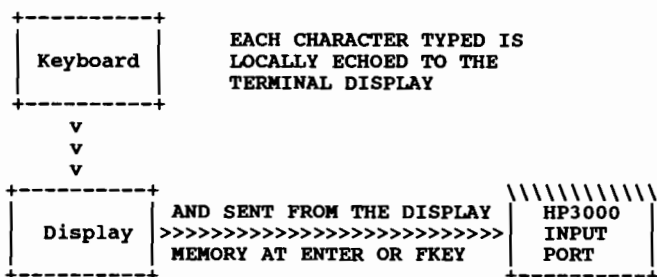 +-----------+
EACH CHARACTER TYPED IS
Keyboard LOCALLY ECHOED TO THE
TERMINAL DISPLAY
+-----------+
v
v
v
+-----------+ \\\\\\\\\\\\
AND SENT FROM THE DISPLAY HP3000
Display >>>>>>>>>>>>>>>>>>>>>>>>>>> INPUT
MEMORY AT ENTER OR FKEY PORT
+-----------+ +-----------+